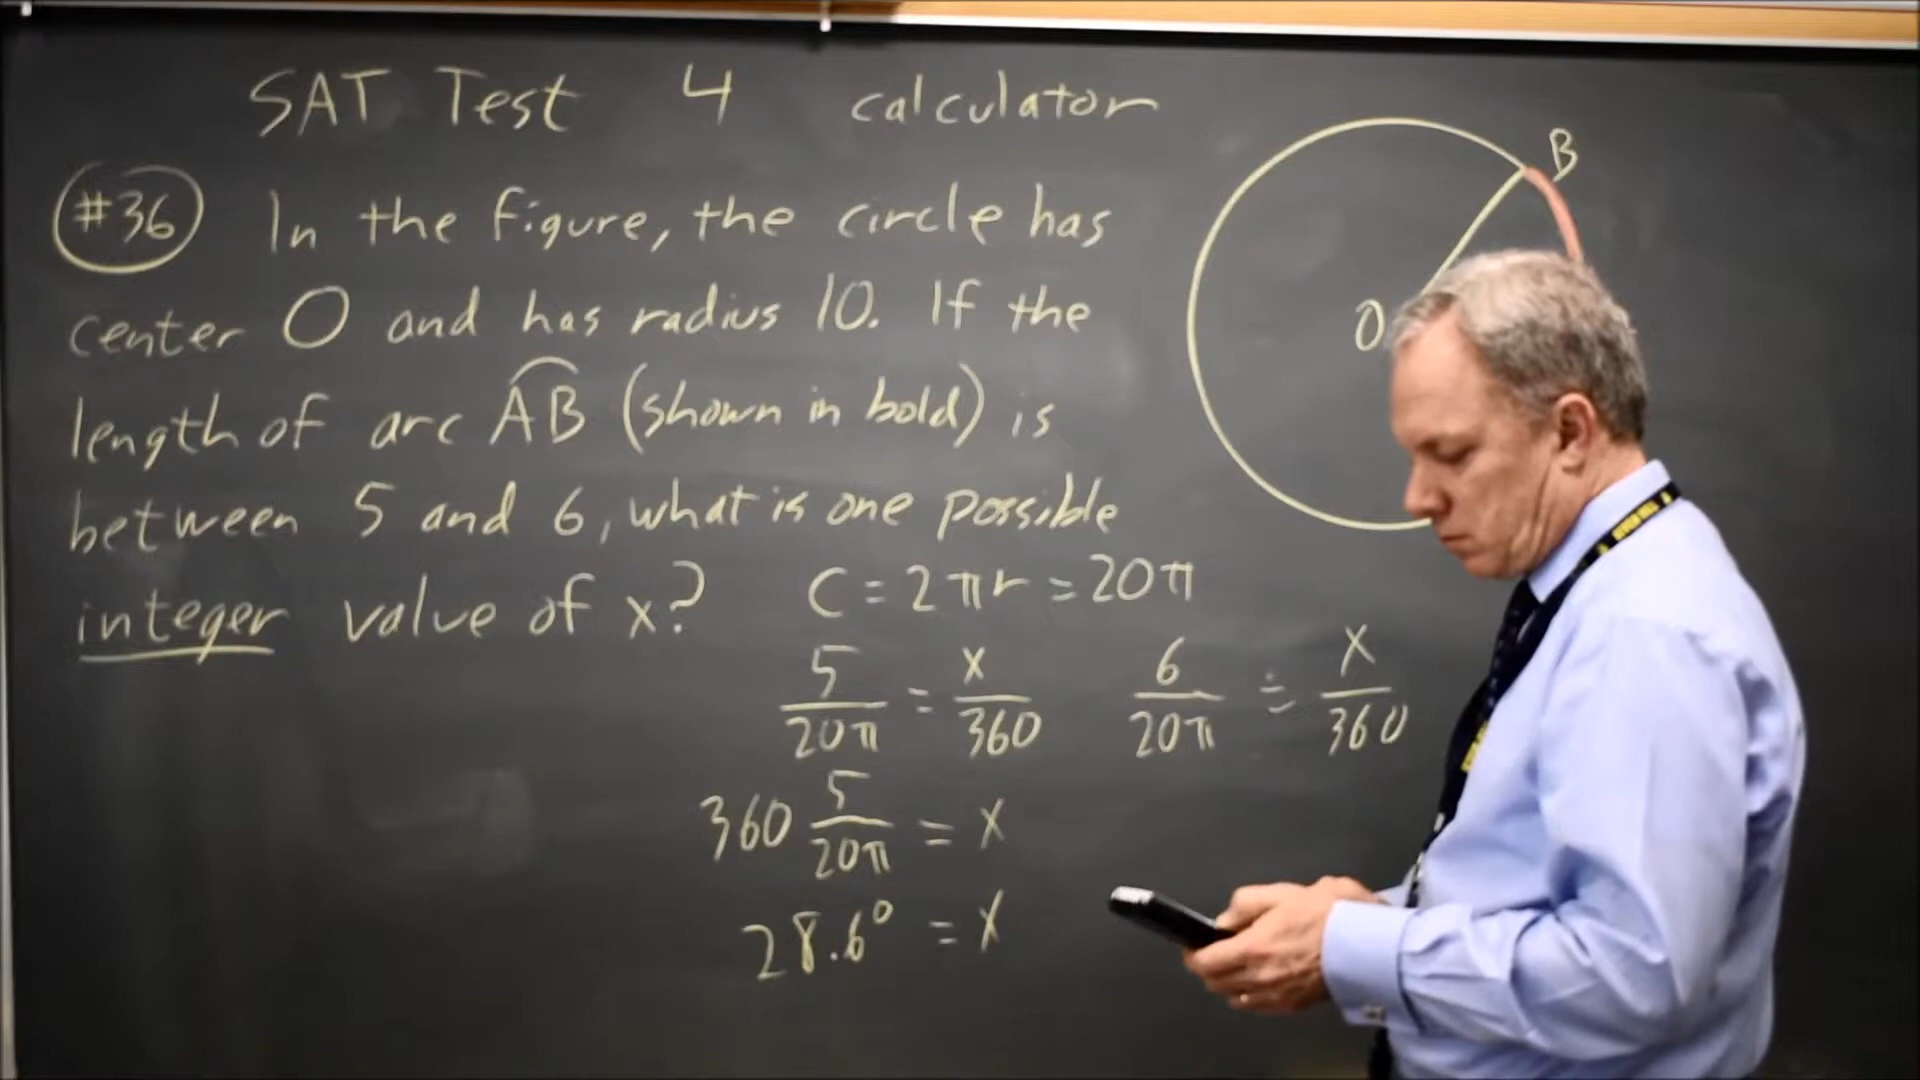 SAT Test 4 calculator
#36 In the figure, the circle has
center O and has radius 10. If the
length of arc AB (shown in bold) is
between 5 and 6, what is one possible
integer value of x?
C = 2πr = 20π
5/20π = x/360
6/20π = x/360
360 5/20π = x
28.6° = x
B
O